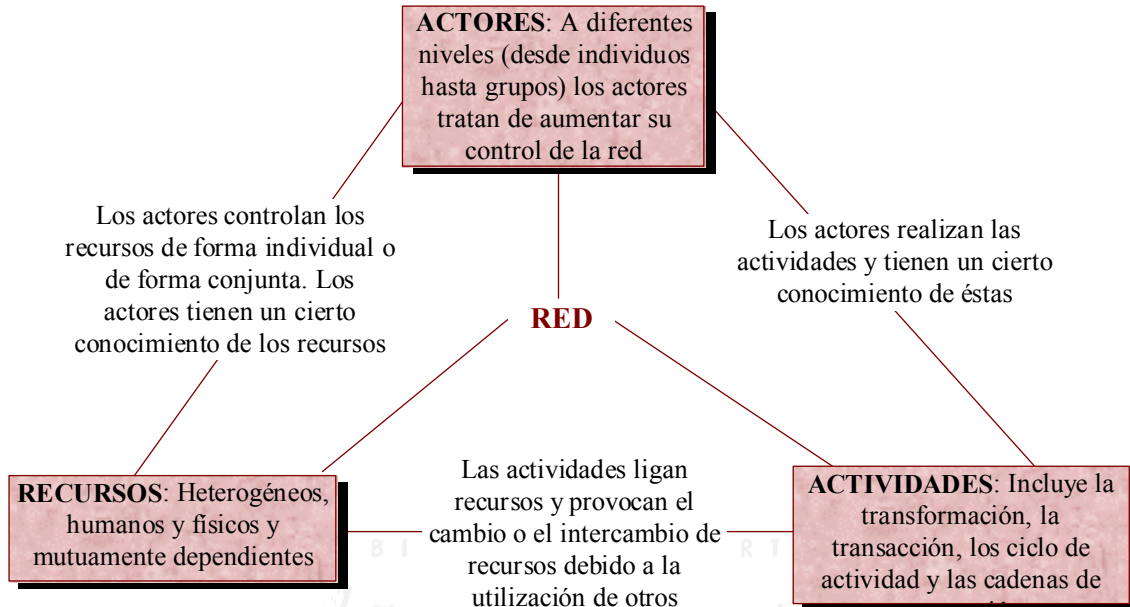 ACTORES: A diferentes
niveles (desde individuos
hasta grupos) los actores
tratan de aumentar su
control de la red
Los actores controlan los
recursos de forma individual o
de forma conjunta. Los
actores tienen un cierto
conocimiento de los recursos
Los actores realizan las
actividades y tienen un cierto
conocimiento de éstas
RED
RECURSOS: Heterogéneos,
humanos y físicos y
mutuamente dependientes
Las actividades ligan
recursos y provocan el
cambio o el intercambio de
recursos debido a la
utilización de otros
ACTIVIDADES: Incluye la
transformación, la
transacción, los ciclo de
actividad y las cadenas de
B I
R T